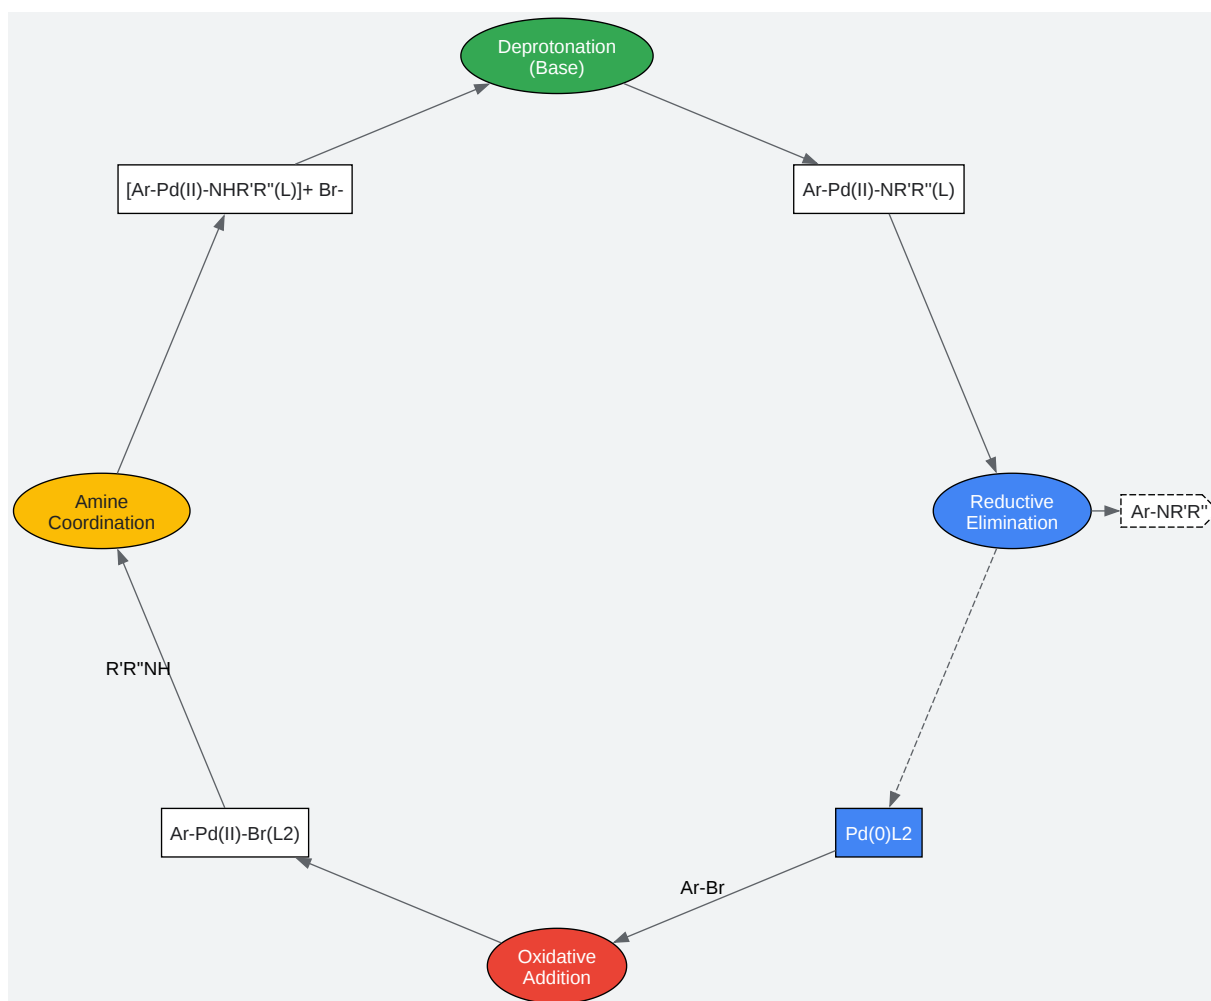 Deprotonation
(Base)
[Ar-Pd(II)-NHR'R"(L)]+ Br-
Ar-Pd(II)-NR'R"(L)
Amine
Coordination
Reductive
Elimination
Ar-NR'R"
R'R"NH
Ar-Pd(II)-Br(L2)
Pd(0)L2
Ar-Br
Oxidative
Addition